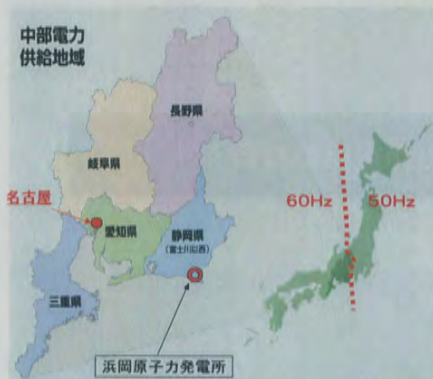 中部電力
供給地域
長野県
岐阜県
名古屋
愛知県
静岡県
(富士川以西)
三重県
浜岡原子力発電所
60Hz
50Hz